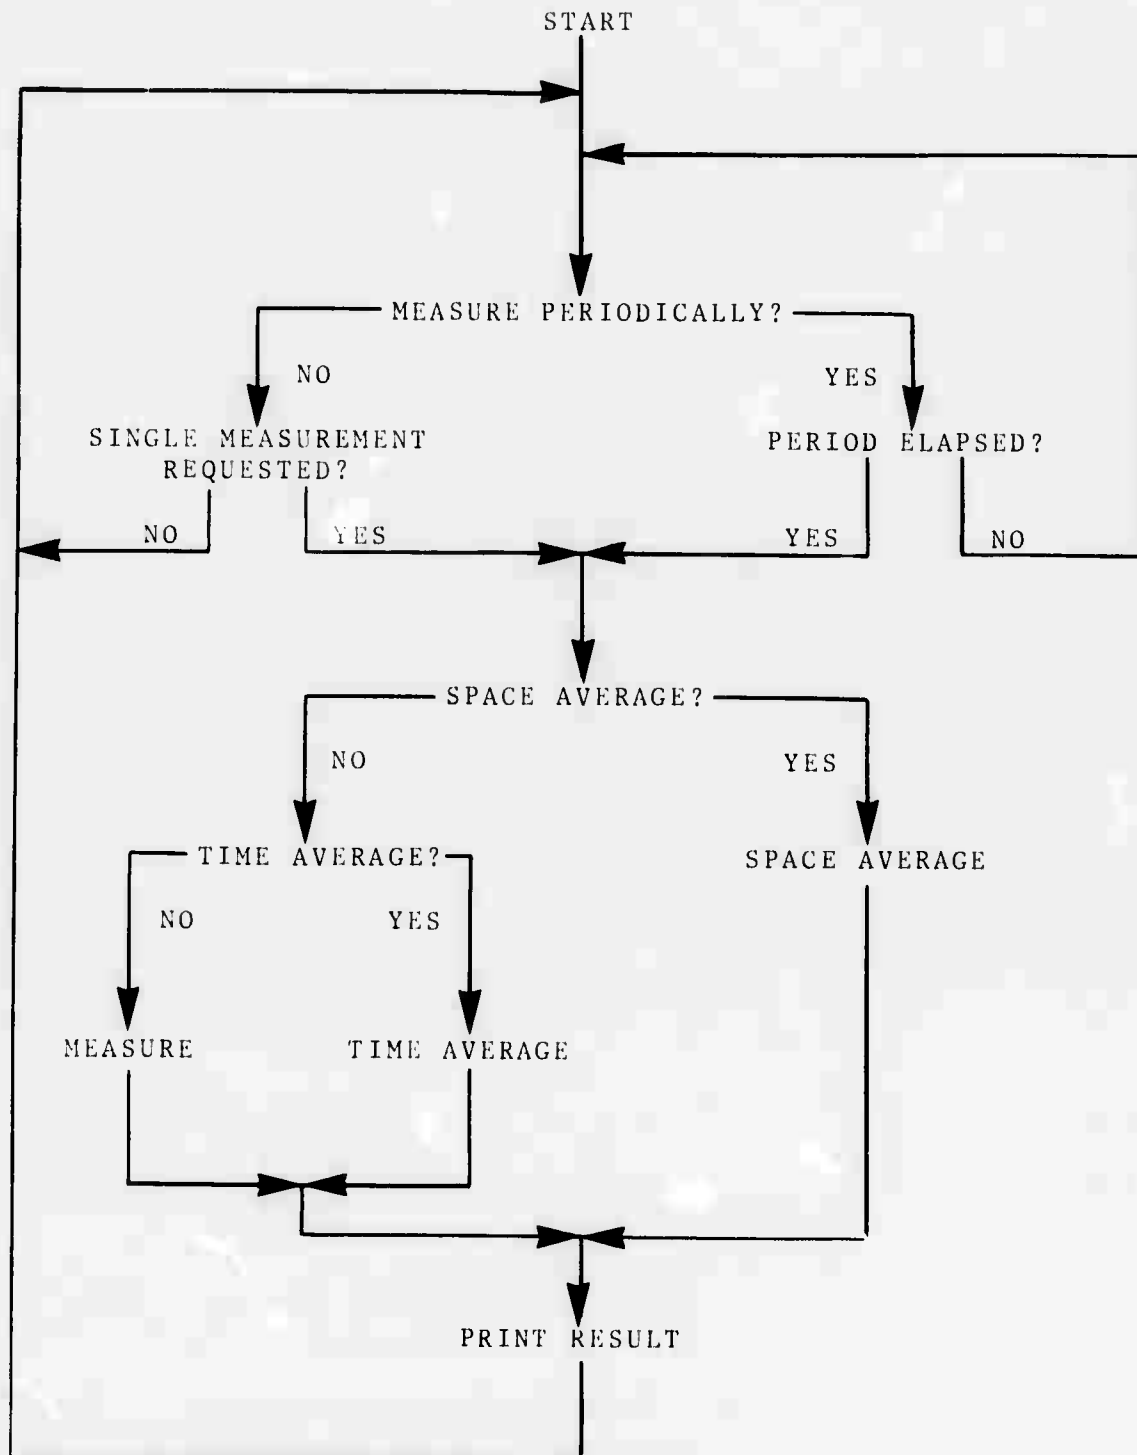 START
MEASURE PERIODICALLY?
NO
YES
SINGLE MEASUREMENT
REQUESTED?
PERIOD ELAPSED?
NO
YES
YES
NO
SPACE AVERAGE?
NO
YES
TIME AVERAGE?
SPACE AVERAGE
NO
YES
MEASURE
TIME AVERAGE
PRINT RESULT